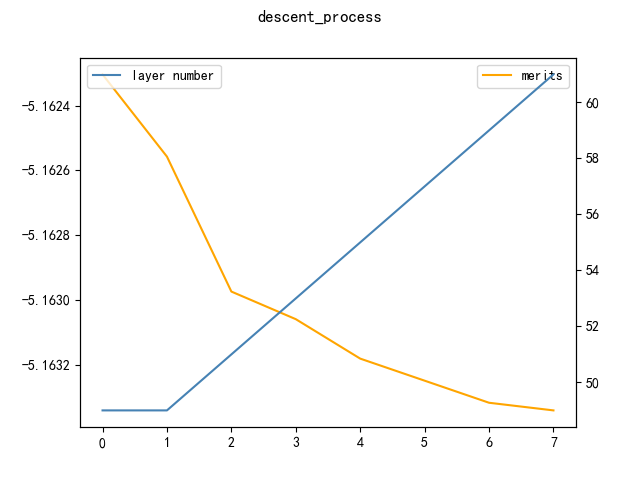 descent_process
layer number
merits
−5.1624
−5.1626
−5.1628
−5.1630
−5.1632
60
58
56
54
52
50
0 1 2 3 4 5 6 7